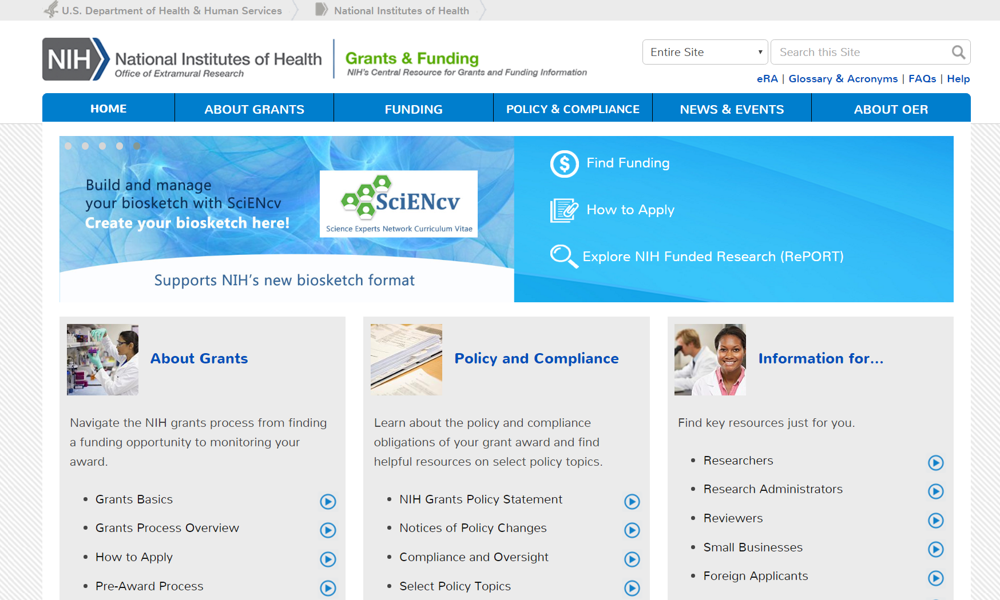 U.S. Department of Health & Human Services
National Institutes of Health
NIH National Institutes of Health
Office of Extramural Research
Grants & Funding
NIH's Central Resource for Grants and Funding Information
Entire Site
Search this Site
eRA | Glossary & Acronyms | FAQs | Help
HOME
ABOUT GRANTS
FUNDING
POLICY & COMPLIANCE
NEWS & EVENTS
ABOUT OER
Build and manage
your biosketch with SciENcv
Create your biosketch here!
SciENcv
Science Experts Network Curriculum Vitae
Supports NIH's new biosketch format
Find Funding
How to Apply
Explore NIH Funded Research (RePORT)
About Grants
Navigate the NIH grants process from finding
a funding opportunity to monitoring your
award.
Grants Basics
Grants Process Overview
How to Apply
Pre-Award Process
Policy and Compliance
Learn about the policy and compliance
obligations of your grant award and find
helpful resources on select policy topics.
NIH Grants Policy Statement
Notices of Policy Changes
Compliance and Oversight
Select Policy Topics
Information for...
Find key resources just for you.
Researchers
Research Administrators
Reviewers
Small Businesses
Foreign Applicants